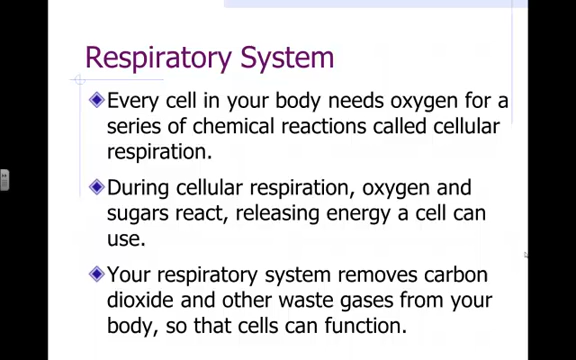 Respiratory System
Every cell in your body needs oxygen for a
series of chemical reactions called cellular
respiration.
During cellular respiration, oxygen and
sugars react, releasing energy a cell can
use.
Your respiratory system removes carbon
dioxide and other waste gases from your
body, so that cells can function.